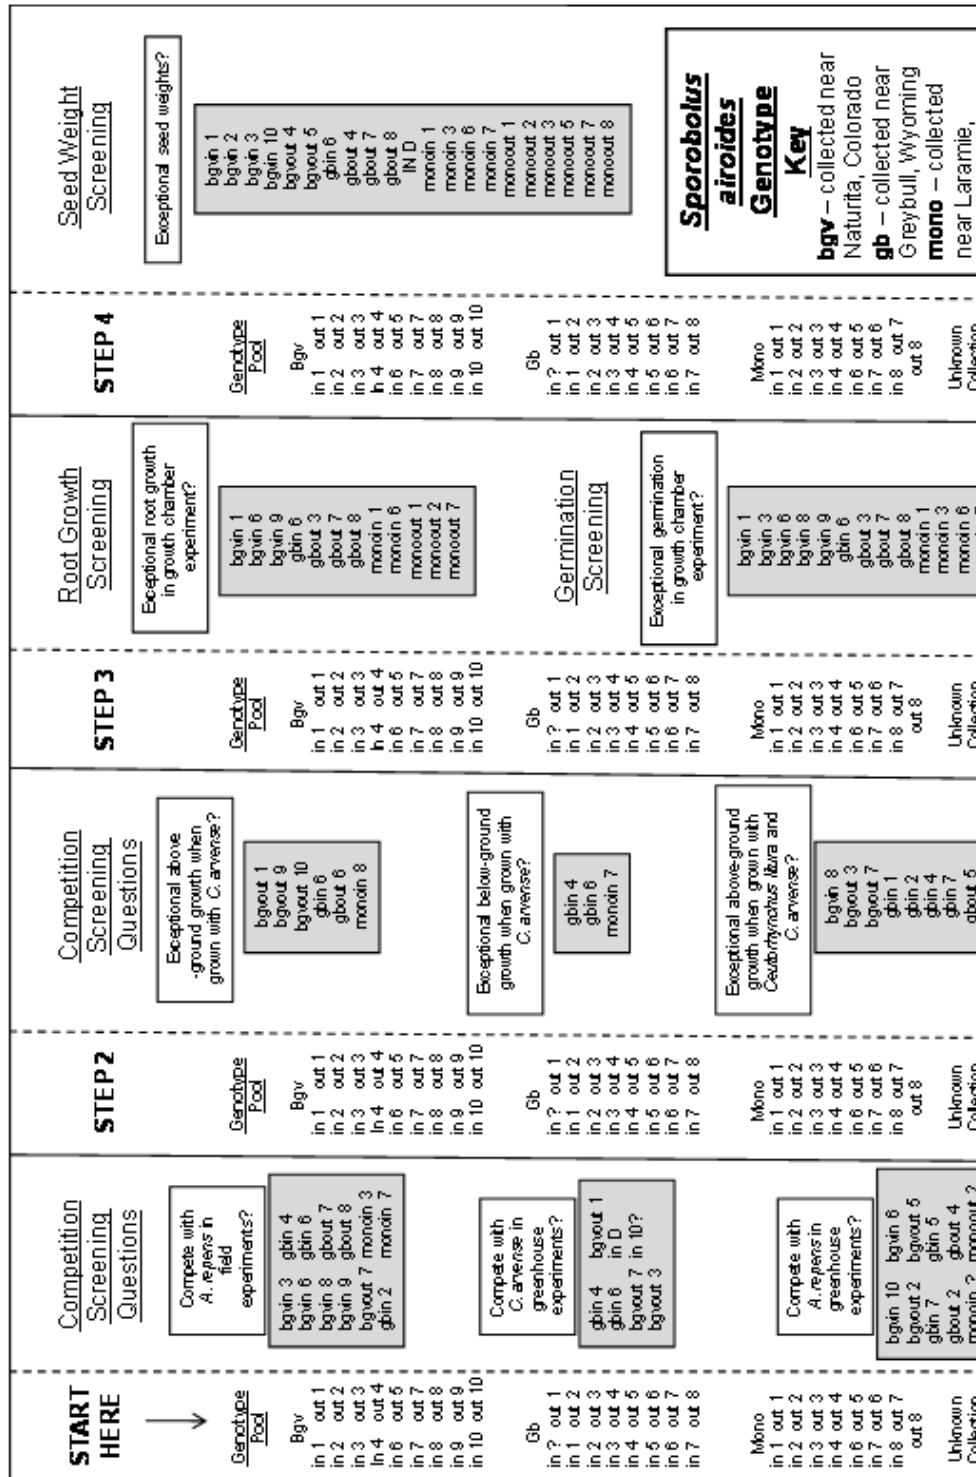 START
HERE
Genotype
Pool
Bgv
in 1 out 1
in 2 out 2
in 3 out 3
In 4 out 4
in 6 out 5
in 7 out 7
in 8 out 8
in 9 out 9
in 10 out 10
Gb
in ? out 1
in 1 out 2
in 2 out 3
in 3 out 4
in 4 out 5
in 5 out 6
in 6 out 7
in 7 out 8
Mono
in 1 out 1
in 2 out 2
in 3 out 3
in 4 out 4
in 6 out 5
in 7 out 6
in 8 out 7
out 8
Unknown
Collection
Competition
Screening
Questions
Compete with
A. repens in
field
experiments?
bgvin 3 gbin 4
bgvin 6 gbin 6
bgvin 8 gbout 7
bgvin 9 gbout 8
bgvout 7 monoin 3
gbin 2 monoin 7
Compete with
C. arvense in
greenhouse
experiments?
gbin 4 bgvout 1
gbin 6 in D
bgvout 7 in 10?
bgvout 3
Compete with
A. repens in
greenhouse
experiments?
bgvin 10 bgvin 6
bgvout 2 bgvout 5
gbin 7 gbin 5
gbout 2 gbout 4
monoin ? monoout 2
STEP 2
Genotype
Pool
Bgv
in 1 out 1
in 2 out 2
in 3 out 3
In 4 out 4
in 6 out 5
in 7 out 7
in 8 out 8
in 9 out 9
in 10 out 10
Gb
in ? out 1
in 1 out 2
in 2 out 3
in 3 out 4
in 4 out 5
in 5 out 6
in 6 out 7
in 7 out 8
Mono
in 1 out 1
in 2 out 2
in 3 out 3
in 4 out 4
in 6 out 5
in 7 out 6
in 8 out 7
out 8
Unknown
Collection
Competition
Screening
Questions
Exceptional above
-ground growth when
grown with C. arvense?
bgvout 1
bgvout 9
bgvout 10
gbin 6
gbout 6
monoin 8
Exceptional below-ground
growth when grown with
C. arvense?
gbin 4
gbin 6
monoin 7
Exceptional above-ground
growth when grown with
Ceutorhynchus litura and
C. arvense?
bgvin 8
bgvout 3
bgvout 7
gbin 1
gbin 2
gbin 4
gbin 7
gbout 5
STEP 3
Genotype
Pool
Bgv
in 1 out 1
in 2 out 2
in 3 out 3
In 4 out 4
in 6 out 5
in 7 out 7
in 8 out 8
in 9 out 9
in 10 out 10
Gb
in ? out 1
in 1 out 2
in 2 out 3
in 3 out 4
in 4 out 5
in 5 out 6
in 6 out 7
in 7 out 8
Mono
in 1 out 1
in 2 out 2
in 3 out 3
in 4 out 4
in 6 out 5
in 7 out 6
in 8 out 7
out 8
Unknown
Collection
Root Growth
Screening
Exceptional root growth
in growth chamber
experiment?
bgvin 1
bgvin 6
bgvin 9
gbin 6
gbout 3
gbout 7
gbout 8
monoin 1
monoin 6
monoout 1
monoout 2
monoout 7
Germination
Screening
Exceptional germination
in growth chamber
experiment?
bgvin 1
bgvin 3
bgvin 6
bgvin 8
bgvin 9
gbin 6
gbout 3
gbout 7
gbout 8
monoin 1
monoin 3
monoin 6
STEP 4
Genotype
Pool
Bgv
in 1 out 1
in 2 out 2
in 3 out 3
In 4 out 4
in 6 out 5
in 7 out 7
in 8 out 8
in 9 out 9
in 10 out 10
Gb
in ? out 1
in 1 out 2
in 2 out 3
in 3 out 4
in 4 out 5
in 5 out 6
in 6 out 7
in 7 out 8
Mono
in 1 out 1
in 2 out 2
in 3 out 3
in 4 out 4
in 6 out 5
in 7 out 6
in 8 out 7
out 8
Unknown
Collection
Seed Weight
Screening
Exceptional seed weights?
bgvin 1
bgvin 2
bgvin 3
bgvin 10
bgvout 4
bgvout 5
gbin 6
gbout 4
gbout 7
gbout 8
IN D
monoin 1
monoin 3
monoin 6
monoin 7
monoout 1
monoout 2
monoout 3
monoout 5
monoout 7
monoout 8
Sporobolus
airoides
Genotype
Key
bgv – collected near
Naturita, Colorado
gb – collected near
Greybull, Wyoming
mono – collected
near Laramie,